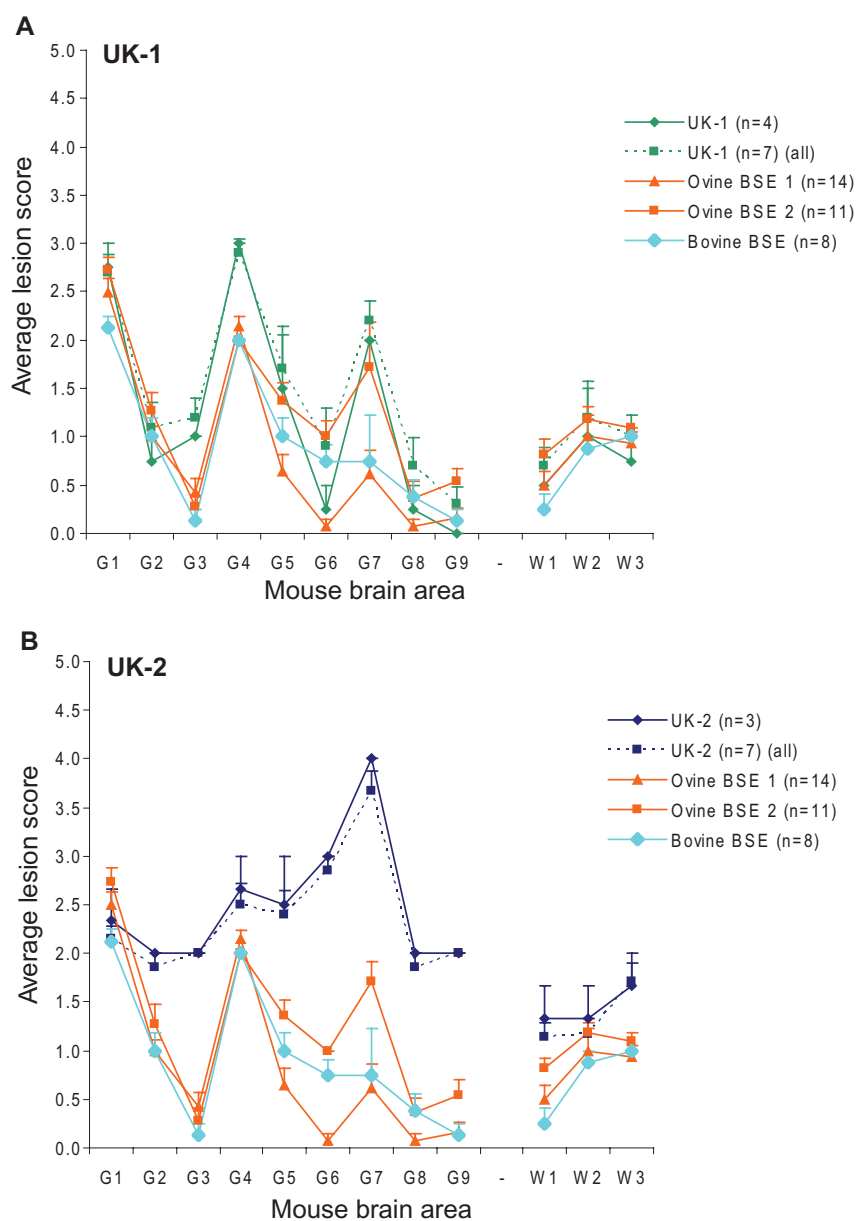 A
UK-1
5.0
4.5
4.0
3.5
3.0
2.5
2.0
1.5
1.0
0.5
0.0
Average lesion score
UK-1 (n=4)
UK-1 (n=7) (all)
Ovine BSE 1 (n=14)
Ovine BSE 2 (n=11)
Bovine BSE (n=8)
G1 G2 G3 G4 G5 G6 G7 G8 G9 - W1 W2 W3
Mouse brain area
B
UK-2
5.0
4.5
4.0
3.5
3.0
2.5
2.0
1.5
1.0
0.5
0.0
Average lesion score
UK-2 (n=3)
UK-2 (n=7) (all)
Ovine BSE 1 (n=14)
Ovine BSE 2 (n=11)
Bovine BSE (n=8)
G1 G2 G3 G4 G5 G6 G7 G8 G9 - W1 W2 W3
Mouse brain area